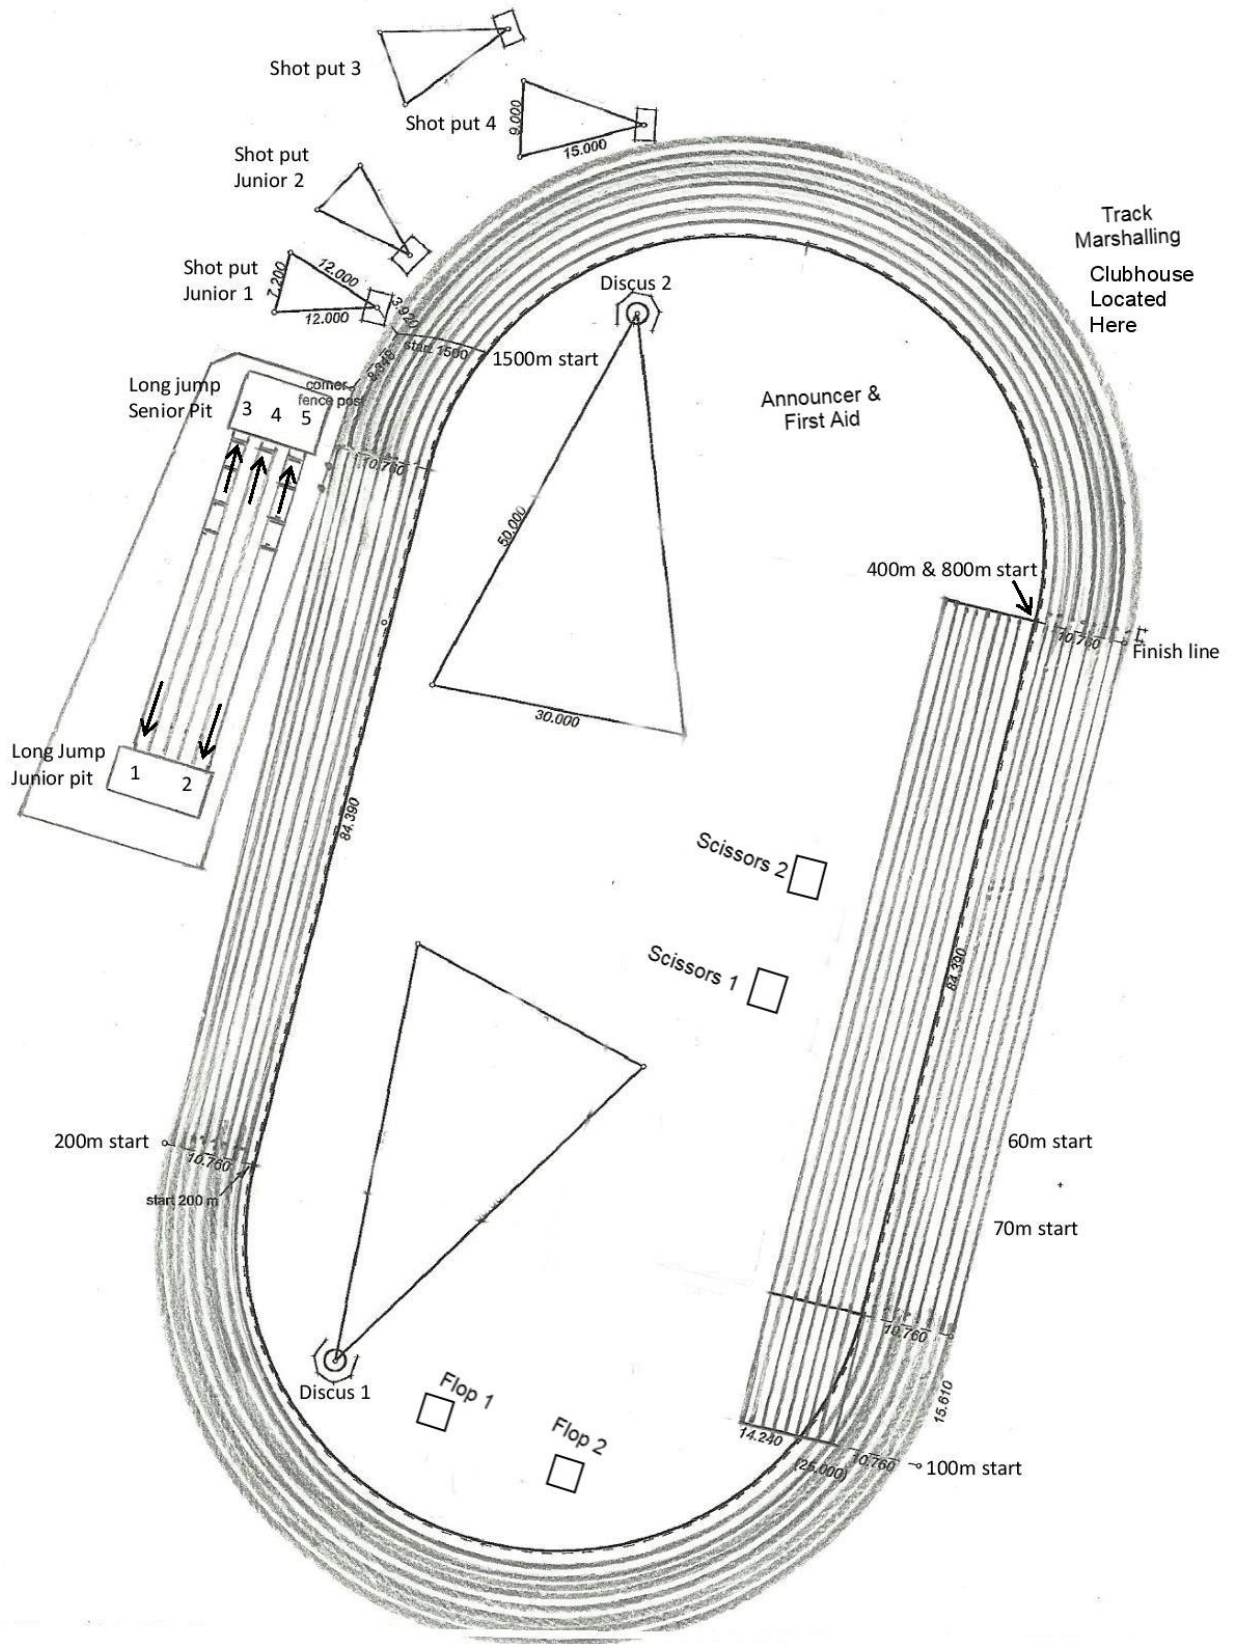 Shot put 3
Shot put 4
9.000
15.000
Shot put
Junior 2
Track
Marshalling
Clubhouse
Located
Here
Shot put
Junior 1
7.200
12.000
12.000
3.920
Discus 2
start 1500
1500m start
8.848
Long jump
Senior Pit
3 4 5
corner
fence post
Announcer &
First Aid
10.760
50.000
400m & 800m start
10.760
Finish line
30.000
Long Jump
Junior pit
1 2
84.390
Scissors 2
Scissors 1
84.390
200m start
10.760
start 200 m
60m start
70m start
10.760
Discus 1
Flop 1
Flop 2
15.610
14.240
(25.000)
10.760
100m start